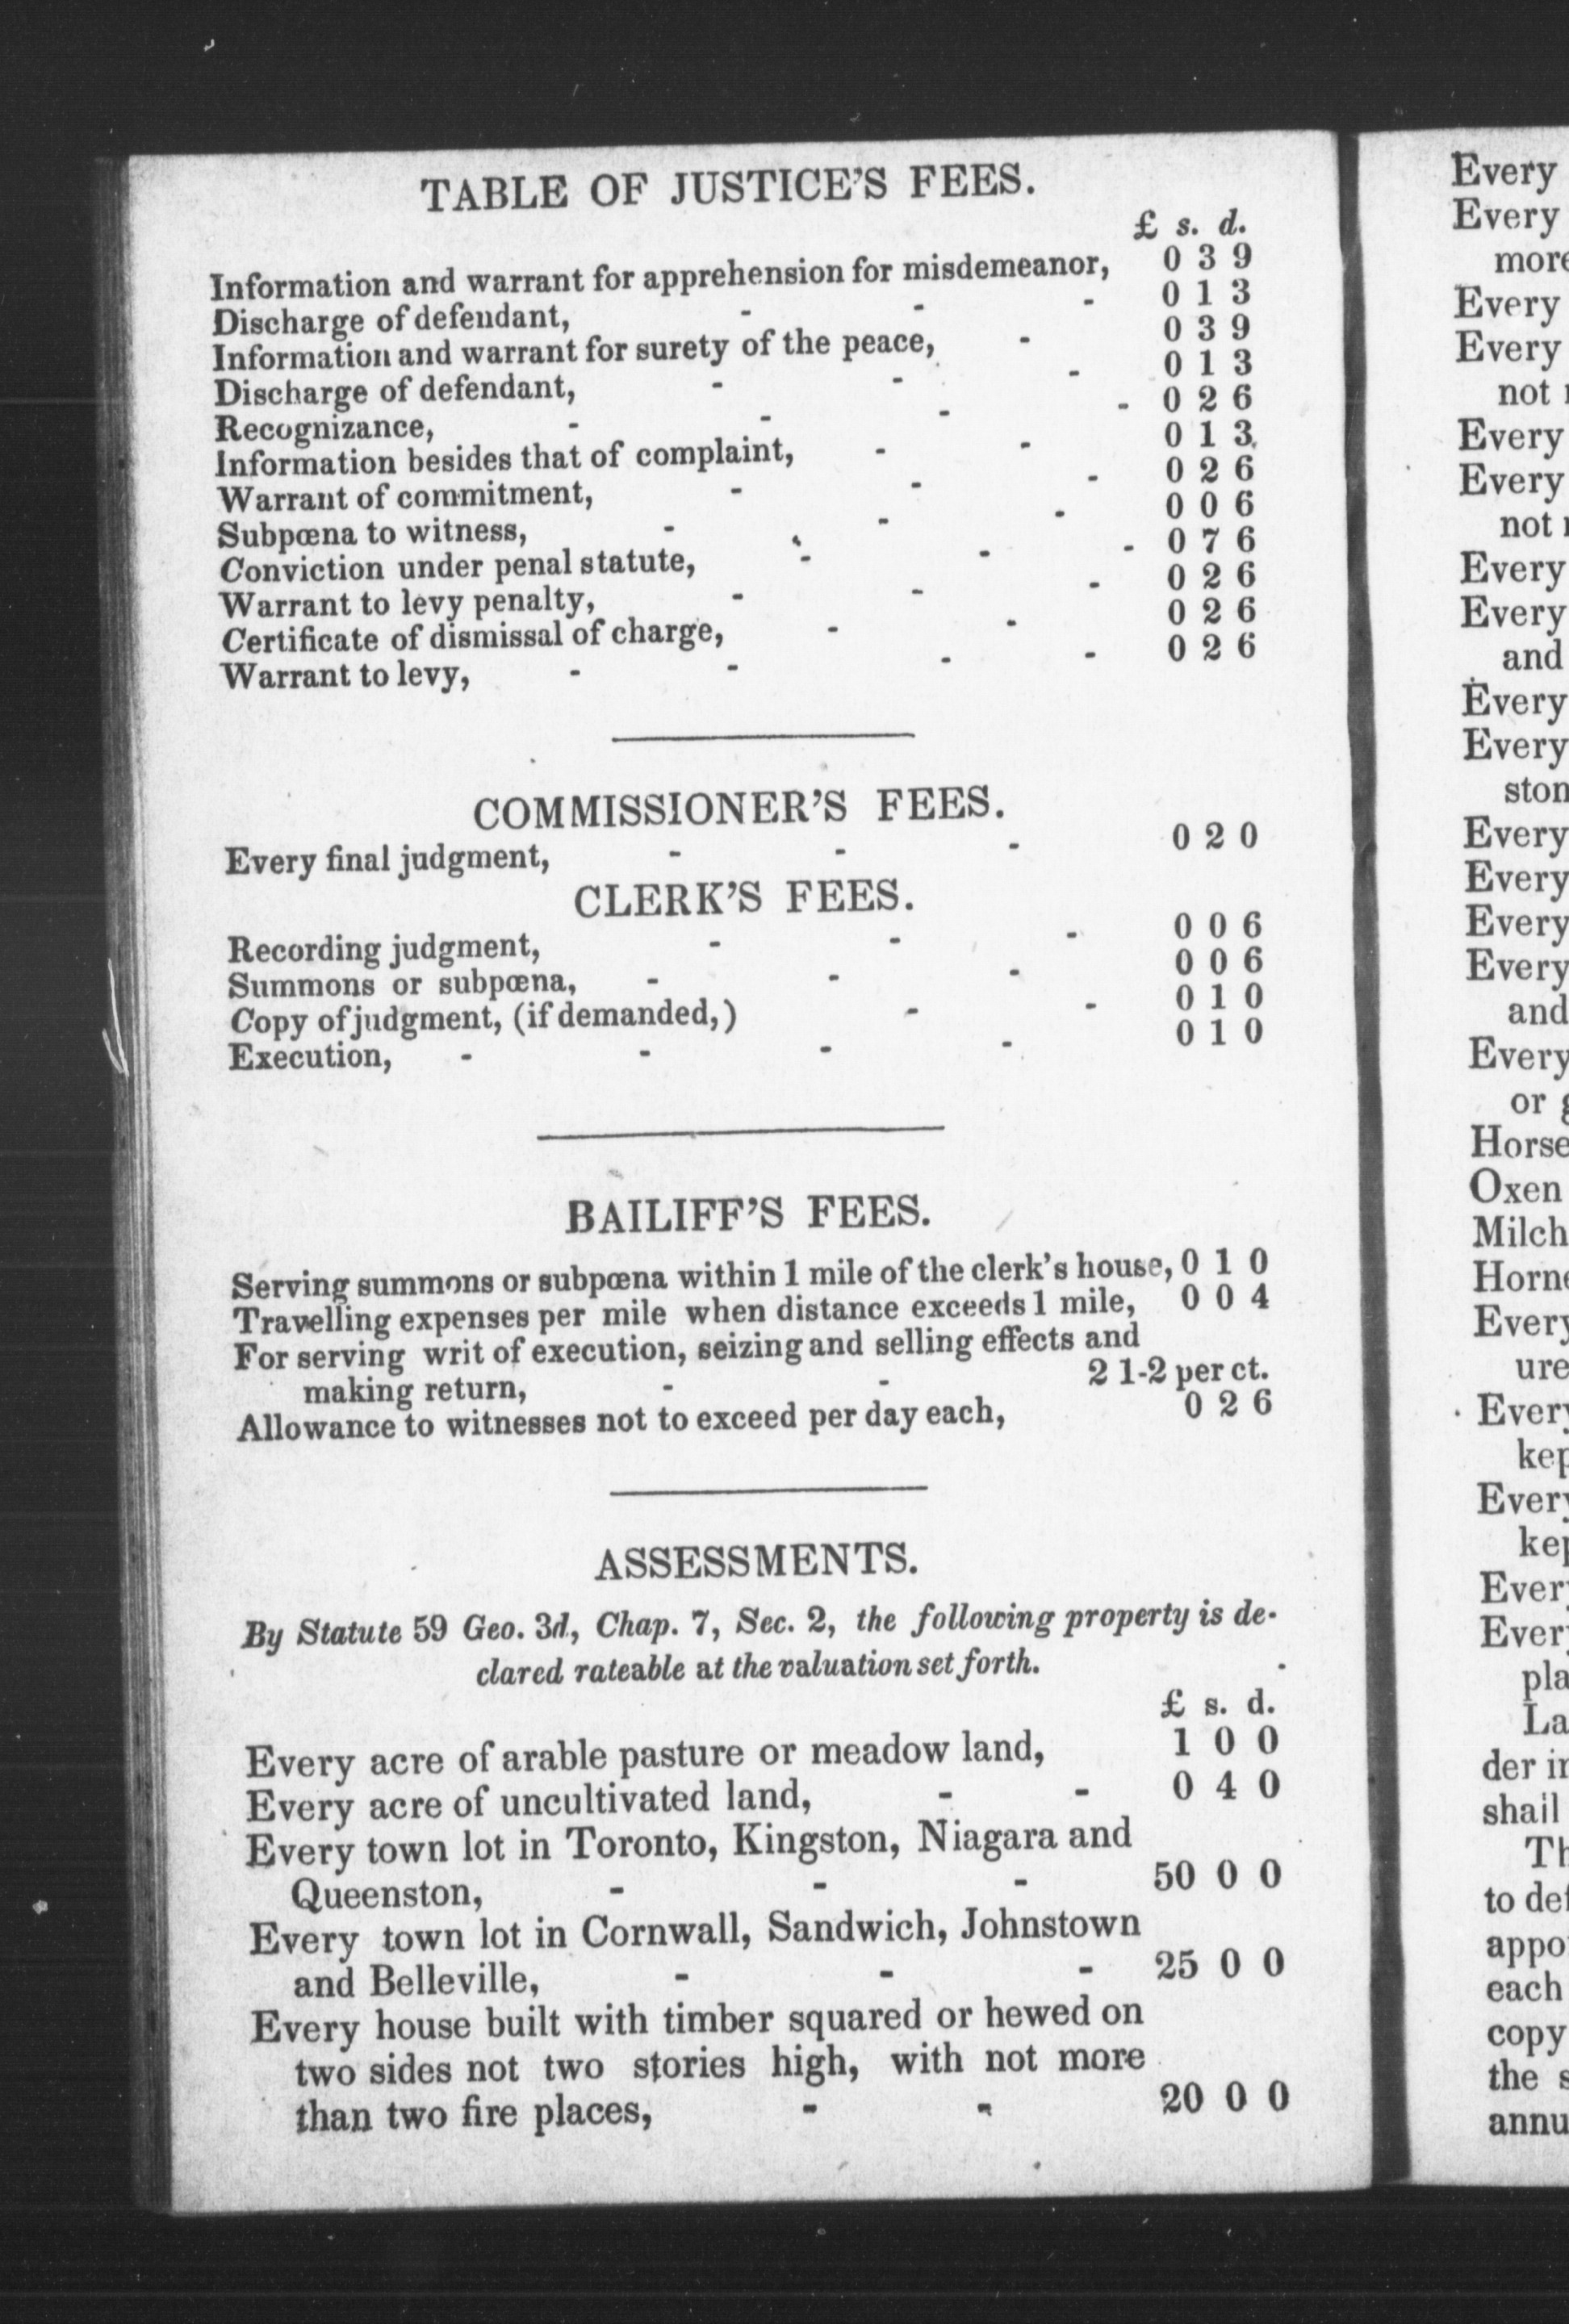 TABLE OF JUSTICE'S FEES.
£ s. d.
Information and warrant for apprehension for misdemeanor, 0 3 9
Discharge of defendant, - - - 0 1 3
Information and warrant for surety of the peace, - 0 3 9
Discharge of defendant, - - - 0 1 3
Recognizance, - - - - 0 2 6
Information besides that of complaint, - - 0 1 3
Warrant of commitment, - - - 0 2 6
Subpœna to witness, - - - 0 0 6
Conviction under penal statute, - - - 0 7 6
Warrant to levy penalty, - - - 0 2 6
Certificate of dismissal of charge, - - 0 2 6
Warrant to levy, - - - - 0 2 6
COMMISSIONER'S FEES.
Every final judgment, - - - 0 2 0
CLERK'S FEES.
Recording judgment, - - - 0 0 6
Summons or subpœna, - - - 0 0 6
Copy of judgment, (if demanded,) - - 0 1 0
Execution, - - - - 0 1 0
BAILIFF'S FEES.
Serving summons or subpœna within 1 mile of the clerk's house, 0 1 0
Travelling expenses per mile when distance exceeds 1 mile, 0 0 4
For serving writ of execution, seizing and selling effects and
making return, - - 2 1-2 per ct.
Allowance to witnesses not to exceed per day each, 0 2 6
ASSESSMENTS.
By Statute 59 Geo. 3d, Chap. 7, Sec. 2, the following property is de-
clared rateable at the valuation set forth.
£ s. d.
Every acre of arable pasture or meadow land, 1 0 0
Every acre of uncultivated land, - - 0 4 0
Every town lot in Toronto, Kingston, Niagara and
Queenston, - - - 50 0 0
Every town lot in Cornwall, Sandwich, Johnstown
and Belleville, - - - 25 0 0
Every house built with timber squared or hewed on
two sides not two stories high, with not more
than two fire places, - - 20 0 0
Every
Every
Every
Every
not
Every
Every
not
Every
Every
and
Every
Every
Every
Every
Every
Every
and
Every
or
Oxen
Milch
Every
der
shall
to
each
copy
the